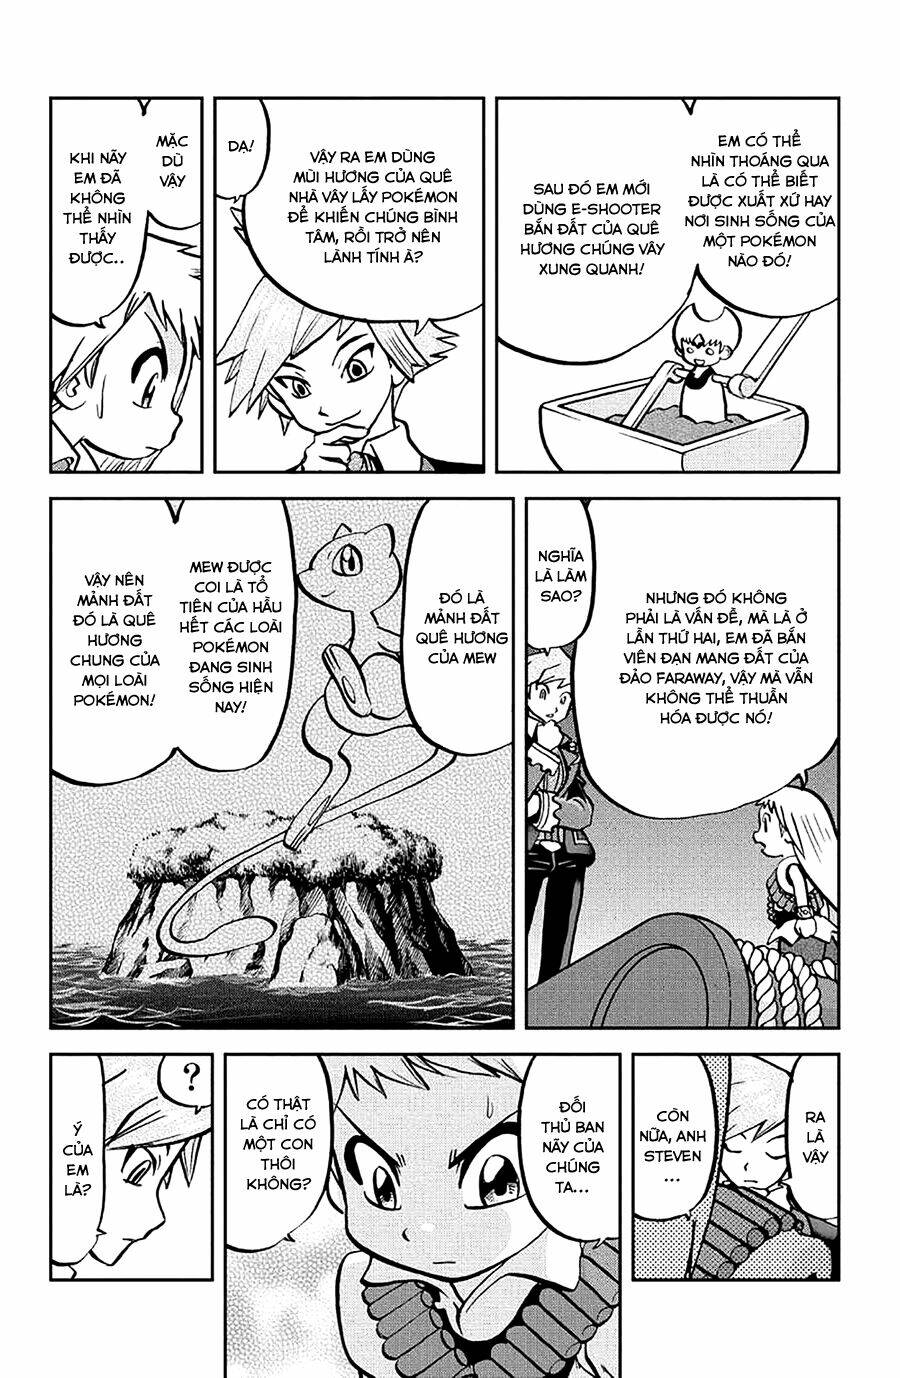 EM CÓ THỂ
NHÌN THOÁNG QUA
LÀ CÓ THỂ BIẾT
ĐƯỢC XUẤT XỨ HAY
NƠI SINH SỐNG CỦA
MỘT POKÉMON
NÀO ĐÓ!
SAU ĐÓ EM MỚI
DÙNG E-SHOOTER
BẮN ĐẤT CỦA QUÊ
HƯƠNG CHÚNG VÂY
XUNG QUANH!
VẬY RA EM DÙNG
MÙI HƯƠNG CỦA QUÊ
NHÀ VÂY LẤY POKÉMON
ĐỂ KHIẾN CHÚNG BÌNH
TÂM, RỒI TRỞ NÊN
LÀNH TÍNH À?
DẠ!
MẶC
DÙ
VẬY
KHI NÃY
EM ĐÃ
KHÔNG
THỂ NHÌN
THẤY
ĐƯỢC..
NHƯNG ĐÓ KHÔNG
PHẢI LÀ VẤN ĐỀ, MÀ LÀ Ở
LẦN THỨ HAI, EM ĐÃ BẮN
VIÊN ĐẠN MANG ĐẤT CỦA
ĐẢO FARAWAY, VẬY MÀ VẪN
KHÔNG THỂ THUẦN
HÓA ĐƯỢC NÓ!
NGHĨA
LÀ LÀM
SAO?
ĐÓ LÀ
MẢNH ĐẤT
QUÊ HƯƠNG
CỦA MEW
MEW ĐƯỢC
COI LÀ TỔ
TIÊN CỦA HẦU
HẾT CÁC LOÀI
POKÉMON
ĐANG SINH
SỐNG HIỆN
NAY!
VẬY NÊN
MẢNH ĐẤT
ĐÓ LÀ QUÊ
HƯƠNG
CHUNG CỦA
MỌI LOÀI
POKÉMON!
RA
LÀ
VẬY
CÒN
NỮA, ANH
STEVEN
...
ĐỐI
THỦ BAN
NÃY CỦA
CHÚNG
TA...
CÓ THẬT
LÀ CHỈ CÓ
MỘT CON
THÔI
KHÔNG?
?
Ý
CỦA
EM
LÀ?